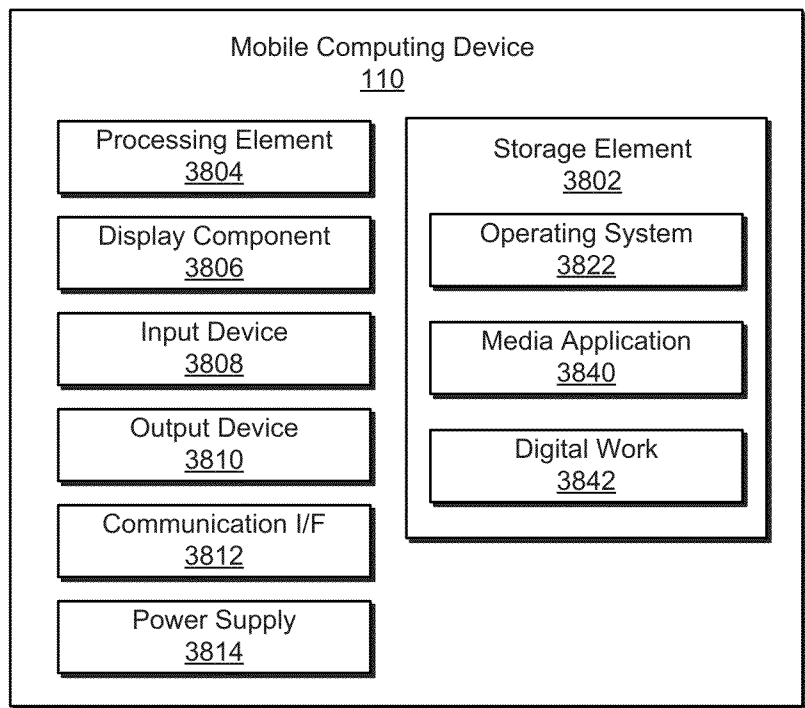 Mobile Computing Device
110
Processing Element
3804
Display Component
3806
Input Device
3808
Output Device
3810
Communication I/F
3812
Power Supply
3814
Storage Element
3802
Operating System
3822
Media Application
3840
Digital Work
3842